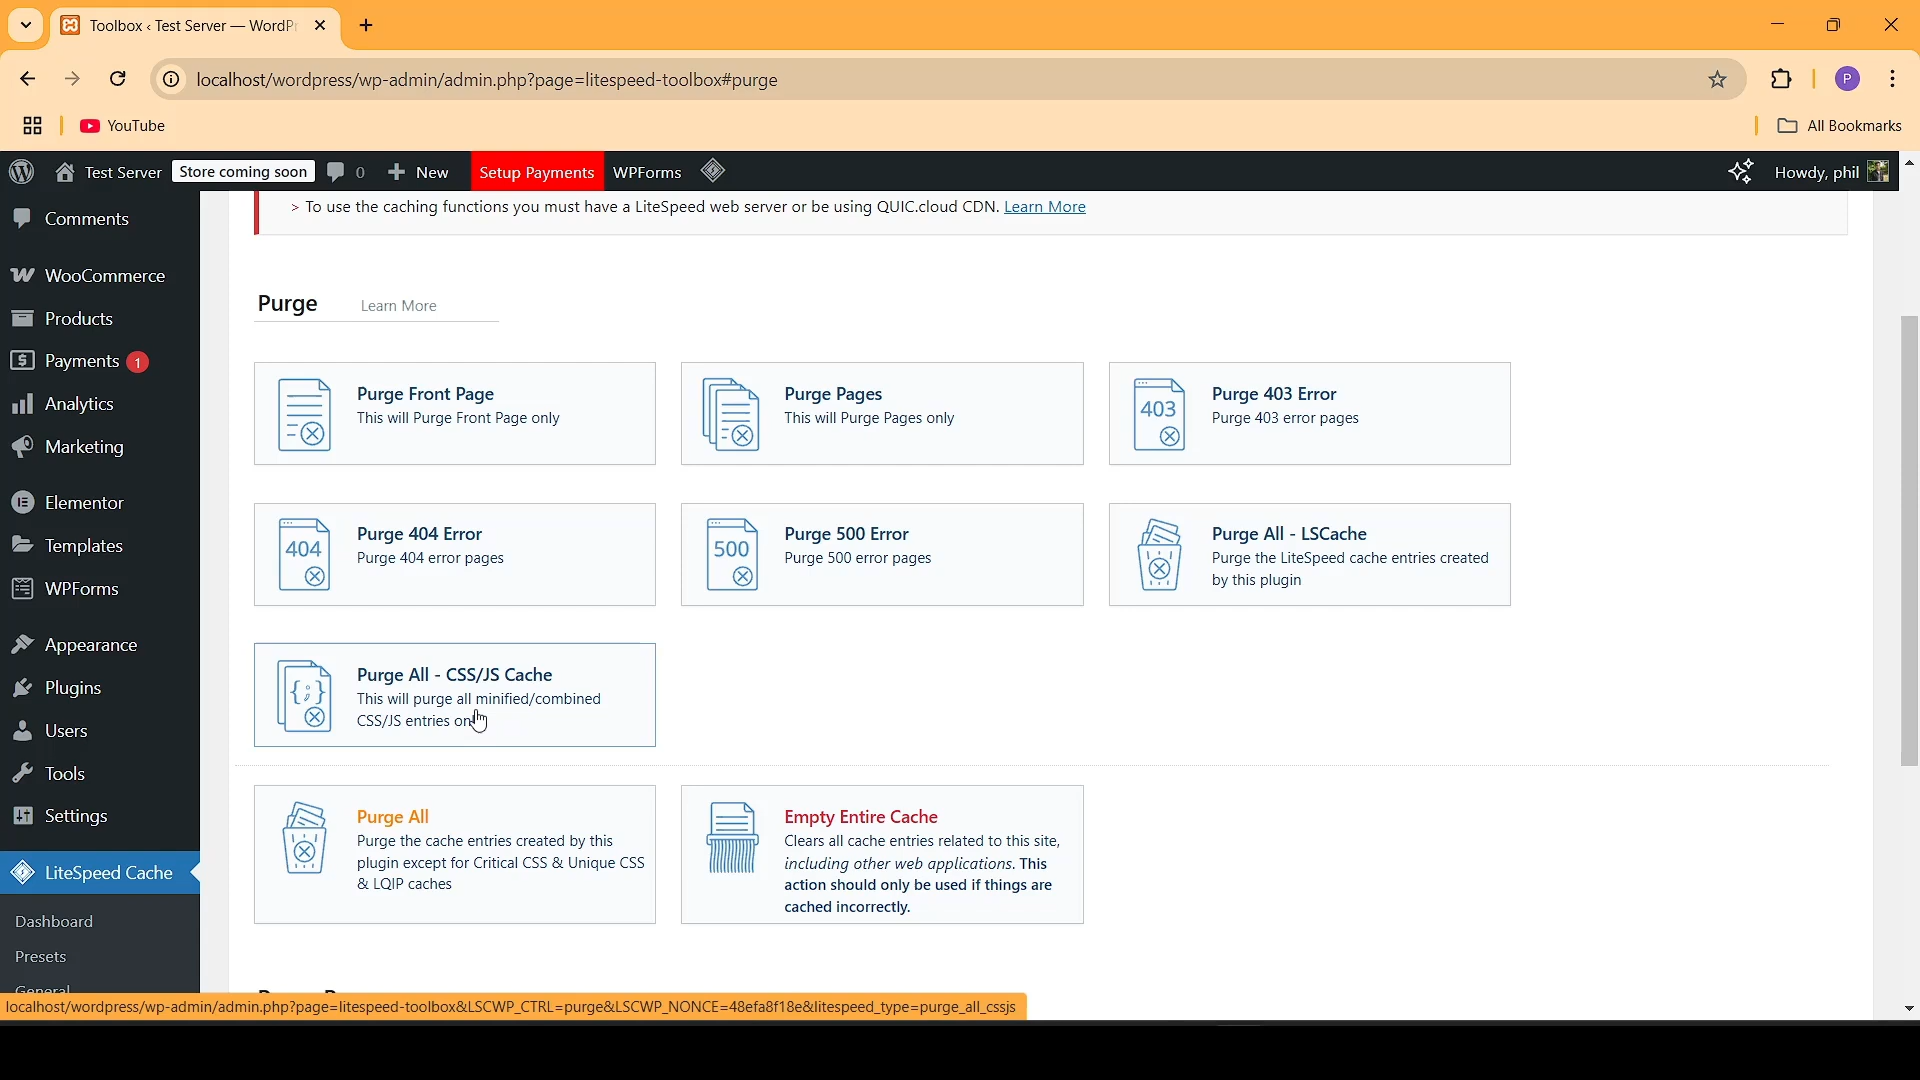 Toolbox ‹ Test Server — WordPr
localhost/wordpress/wp-admin/admin.php?page=litespeed-toolbox#purge
P
YouTube
All Bookmarks
Test Server
Store coming soon
0
New
Setup Payments
WPForms
Howdy, phil
Comments
WooCommerce
Products
Payments 1
Analytics
Marketing
Elementor
Templates
WPForms
Appearance
Plugins
Users
Tools
Settings
LiteSpeed Cache
Dashboard
Presets
General
> To use the caching functions you must have a LiteSpeed web server or be using QUIC.cloud CDN. Learn More
Purge Learn More
Purge Front Page
This will Purge Front Page only
Purge Pages
This will Purge Pages only
403
Purge 403 Error
Purge 403 error pages
404
Purge 404 Error
Purge 404 error pages
500
Purge 500 Error
Purge 500 error pages
Purge All - LSCache
Purge the LiteSpeed cache entries created
by this plugin
Purge All - CSS/JS Cache
This will purge all minified/combined
CSS/JS entries only
Purge All
Purge the cache entries created by this
plugin except for Critical CSS & Unique CSS
& LQIP caches
Empty Entire Cache
Clears all cache entries related to this site,
including other web applications. This
action should only be used if things are
cached incorrectly.
localhost/wordpress/wp-admin/admin.php?page=litespeed-toolbox&LSCWP_CTRL=purge&LSCWP_NONCE=48efa8f18e&litespeed_type=purge_all_cssjs